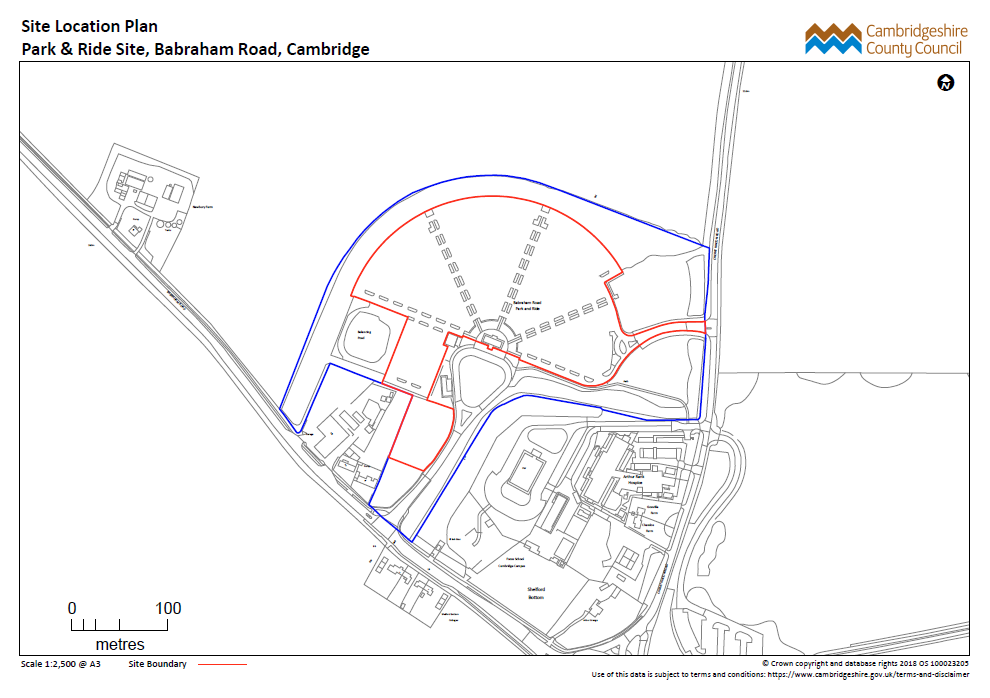 Site Location Plan
Park & Ride Site, Babraham Road, Cambridge
Cambridgeshire
County Council
N
Babraham Road
Park and Ride
Balancing
Pond
Arthur Rank
Hospice
Shelford
Bottom
0 100
metres
Scale 1:2,500 @ A3 Site Boundary
© Crown copyright and database rights 2018 OS 100023205
Use of this data is subject to terms and conditions: https://www.cambridgeshire.gov.uk/terms-and-disclaimer